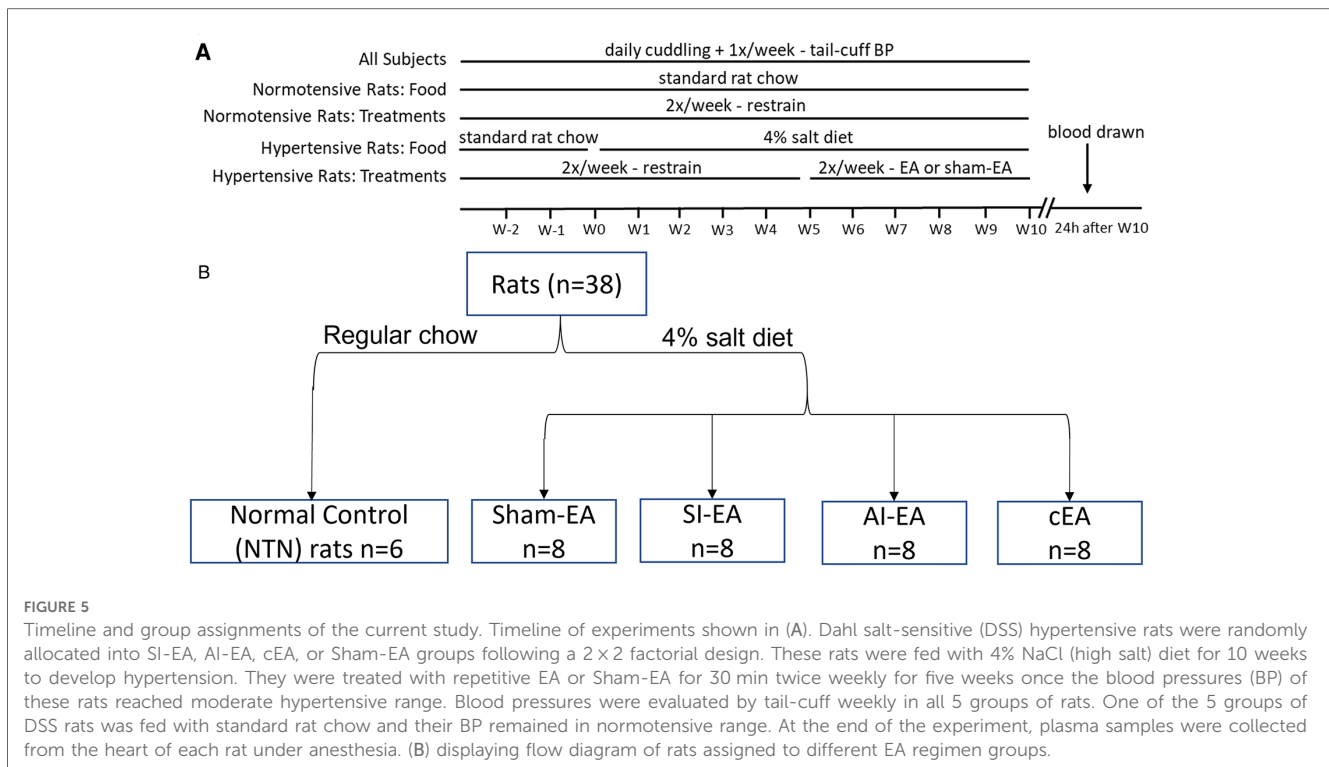 A
All Subjects
daily cuddling + 1x/week - tail-cuff BP
Normotensive Rats: Food
standard rat chow
Normotensive Rats: Treatments
2x/week - restrain
Hypertensive Rats: Food
standard rat chow
4% salt diet
Hypertensive Rats: Treatments
2x/week - restrain
2x/week - EA or sham-EA
blood drawn
W-2 W-1 W0 W1 W2 W3 W4 W5 W6 W7 W8 W9 W10 24h after W10
B
Rats (n=38)
Regular chow
4% salt diet
Normal Control
(NTN) rats n=6
Sham-EA
n=8
SI-EA
n=8
AI-EA
n=8
cEA
n=8
FIGURE 5
Timeline and group assignments of the current study. Timeline of experiments shown in (A). Dahl salt-sensitive (DSS) hypertensive rats were randomly
allocated into SI-EA, AI-EA, cEA, or Sham-EA groups following a 2 × 2 factorial design. These rats were fed with 4% NaCl (high salt) diet for 10 weeks
to develop hypertension. They were treated with repetitive EA or Sham-EA for 30 min twice weekly for five weeks once the blood pressures (BP) of
these rats reached moderate hypertensive range. Blood pressures were evaluated by tail-cuff weekly in all 5 groups of rats. One of the 5 groups of
DSS rats was fed with standard rat chow and their BP remained in normotensive range. At the end of the experiment, plasma samples were collected
from the heart of each rat under anesthesia. (B) displaying flow diagram of rats assigned to different EA regimen groups.